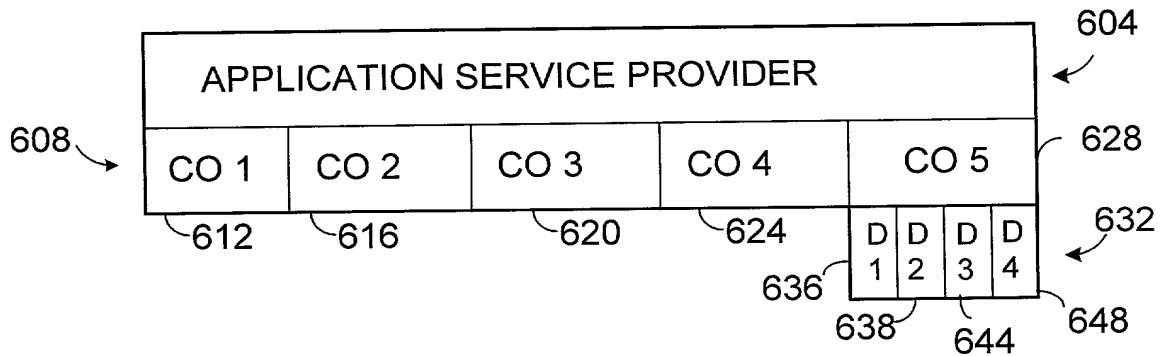 604
APPLICATION SERVICE PROVIDER
608
CO 1
CO 2
CO 3
CO 4
CO 5
628
612
616
620
624
D
1
D
2
D
3
D
4
632
636
638
644
648